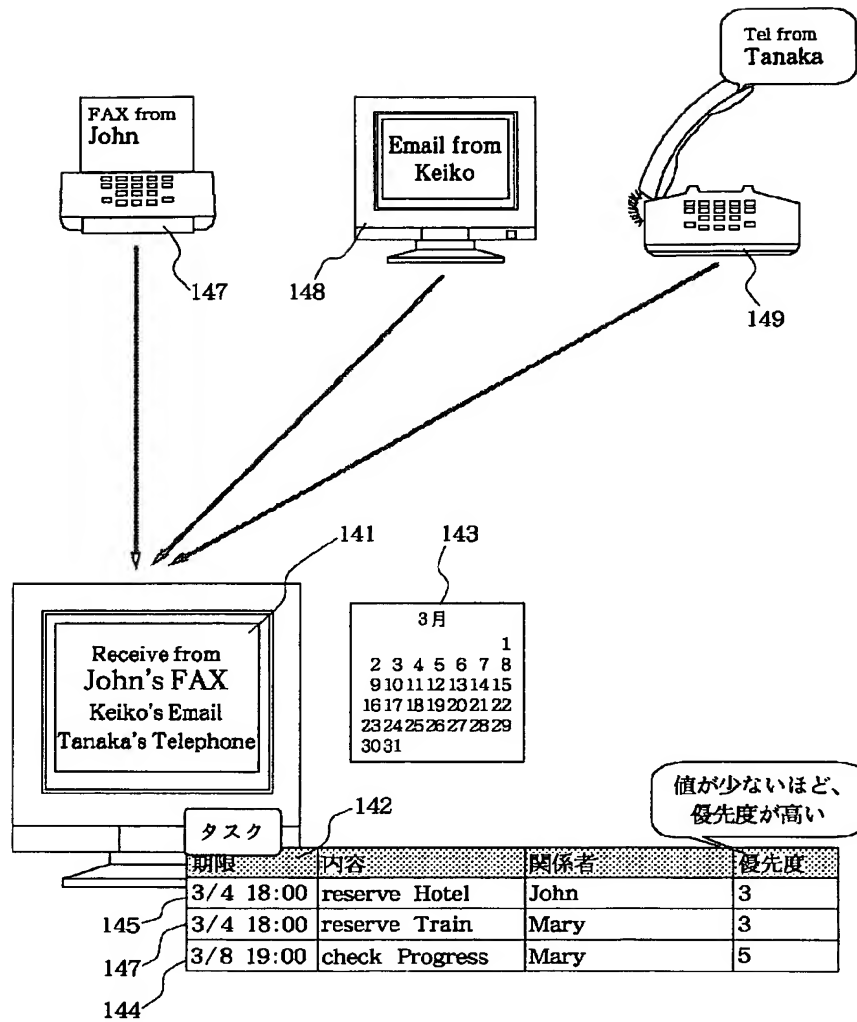 Tel from
Tanaka
FAX from
John
Email from
Keiko
147
148
149
141
143
Receive from
John's FAX
Keiko's Email
Tanaka's Telephone
3月
1
2 3 4 5 6 7 8
9 10 11 12 13 14 15
16 17 18 19 20 21 22
23 24 25 26 27 28 29
30 31
値が少ないほど、
優先度が高い
タスク
142
期限 内容 関係者 優先度
3/4 18:00 reserve Hotel John 3
145
3/4 18:00 reserve Train Mary 3
147
3/8 19:00 check Progress Mary 5
144